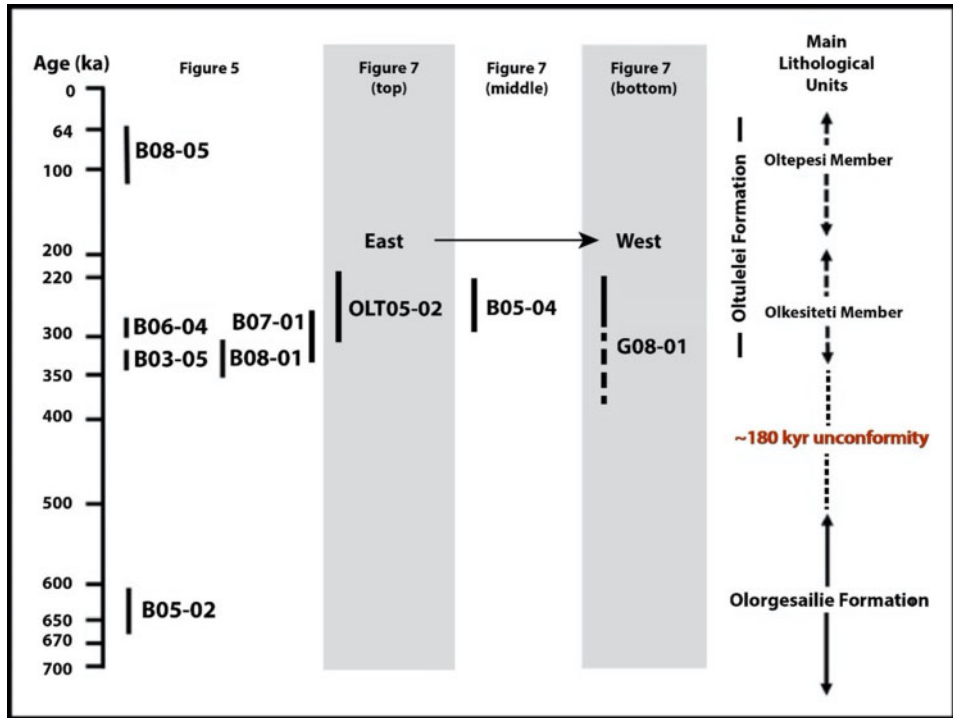 Age (ka)
Figure 5
Figure 7
(top)
Figure 7
(middle)
Figure 7
(bottom)
Main
Lithological
Units
0
64
100
200
220
300
350
400
500
600
650
670
700
B08-05
B06-04
B07-01
B03-05
B08-01
B05-02
East
West
OLT05-02
B05-04
G08-01
Oltulelei Formation
Oltepesi Member
Olkesiteti Member
~180 kyr unconformity
Olorgesailie Formation